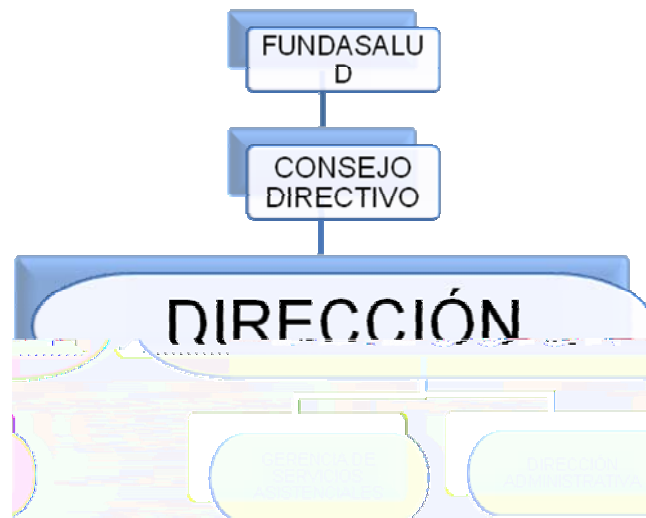 FUNDASALU
D
CONSEJO
DIRECTIVO
DIRECCIÓN
GERENCIA DE
SERVICIOS
ASISTENCIALES
DIRECCIÓN
ADMINISTRATIVA